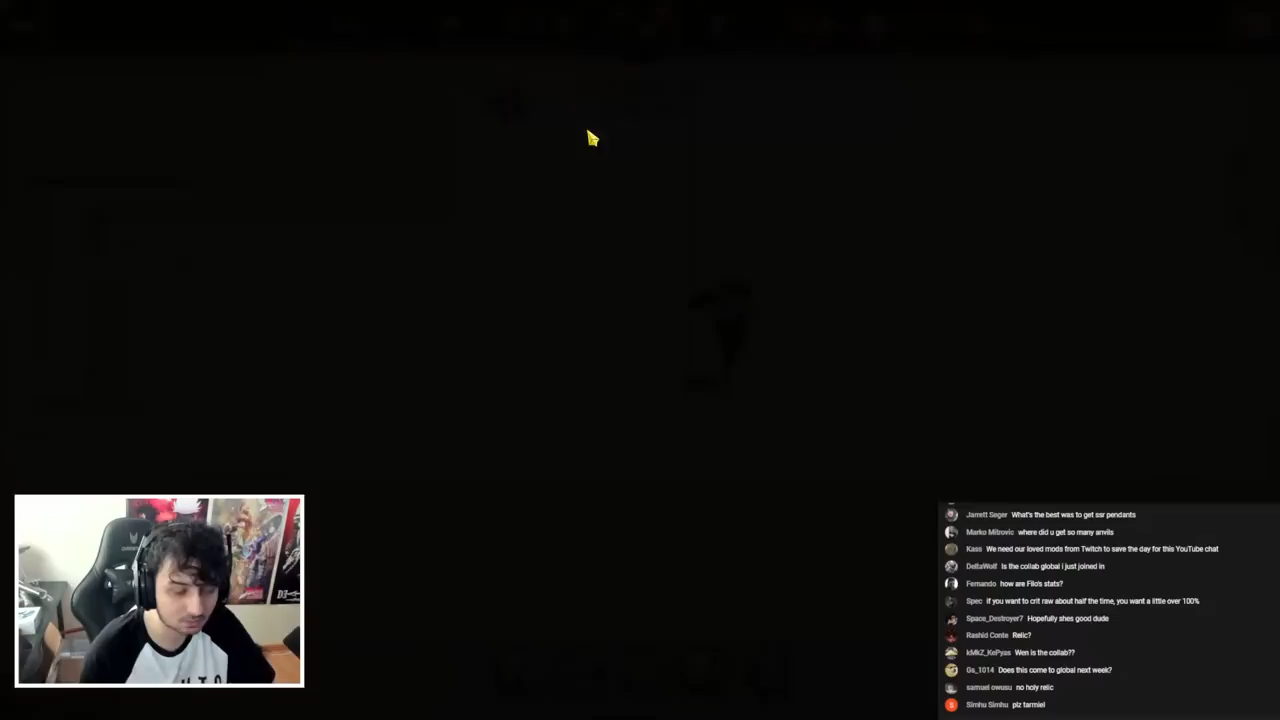 Jarrett Seger What's the best was to get ssr pendants
Marko Mitrovic where did u get so many anvils
Kass We need our loved mods from Twitch to save the day for this YouTube chat
DeltaWolf Is the collab global i just joined in
Fernando how are Filo's stats?
Spec if you want to crit raw about half the time, you want a little over 100%
Space_Destroyer7 Hopefully shes good dude
Rashid Conte Relic?
kMkZ_KePyas Wen is the collab??
Gs_1014 Does this come to global next week?
samuel owusu no holy relic
S Simhu Simhu plz tarmiel